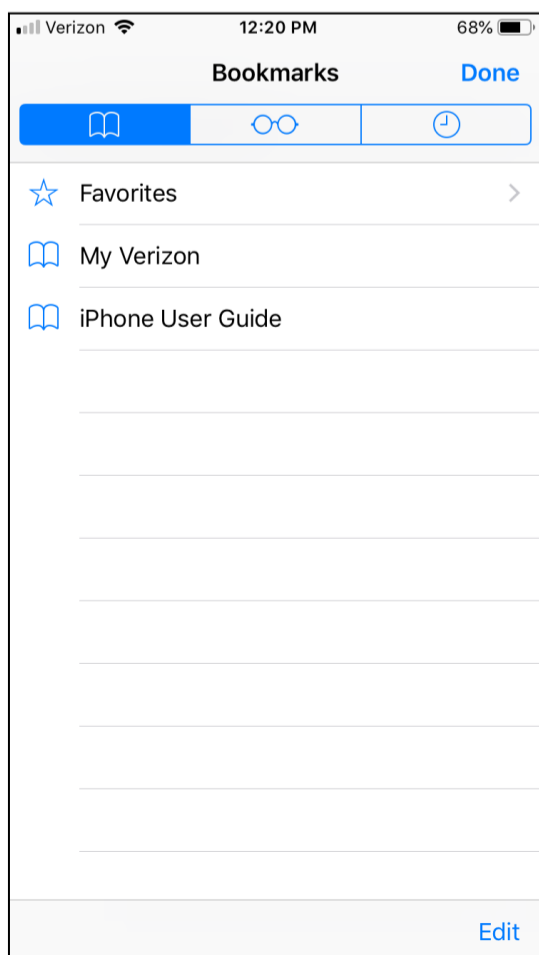 Verizon 12:20 PM 68%
Bookmarks Done
Favorites
My Verizon
iPhone User Guide
Edit